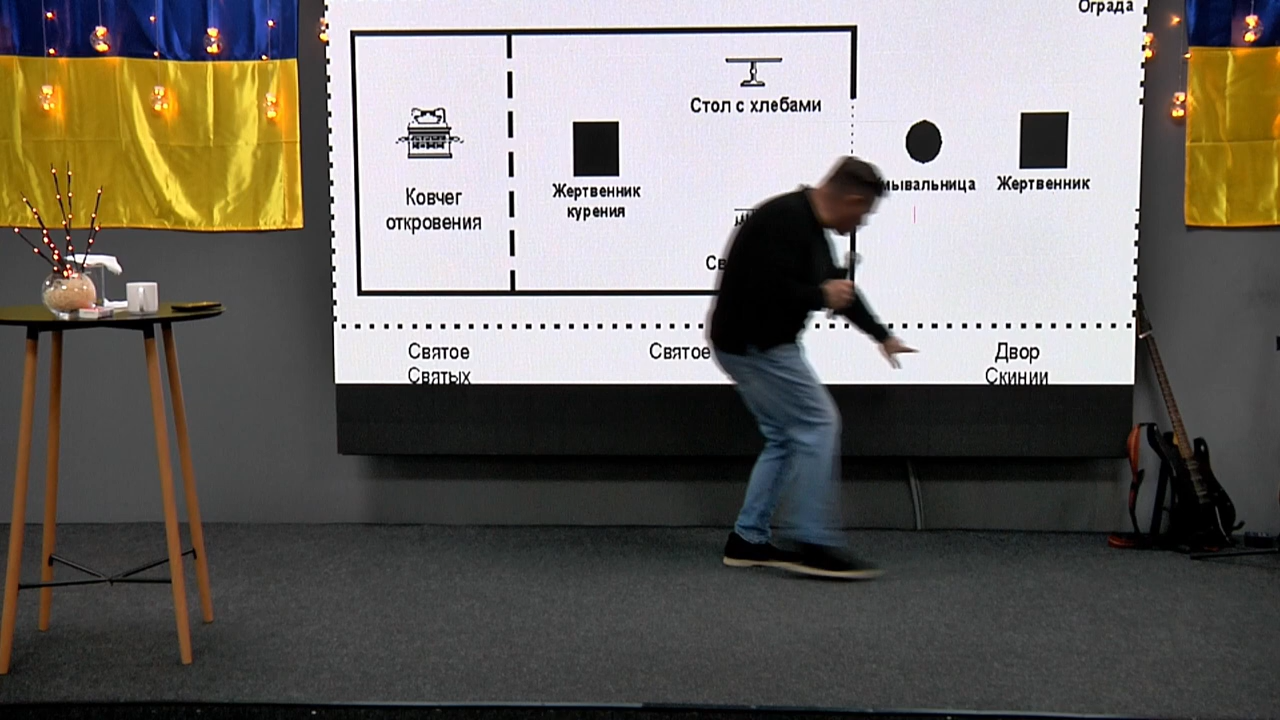 Ограда
Стол с хлебами
Ковчег
откровения
Жертвенник
курения
мывальница
Жертвенник
Святое
Святых
Святое
Двор
Скинии